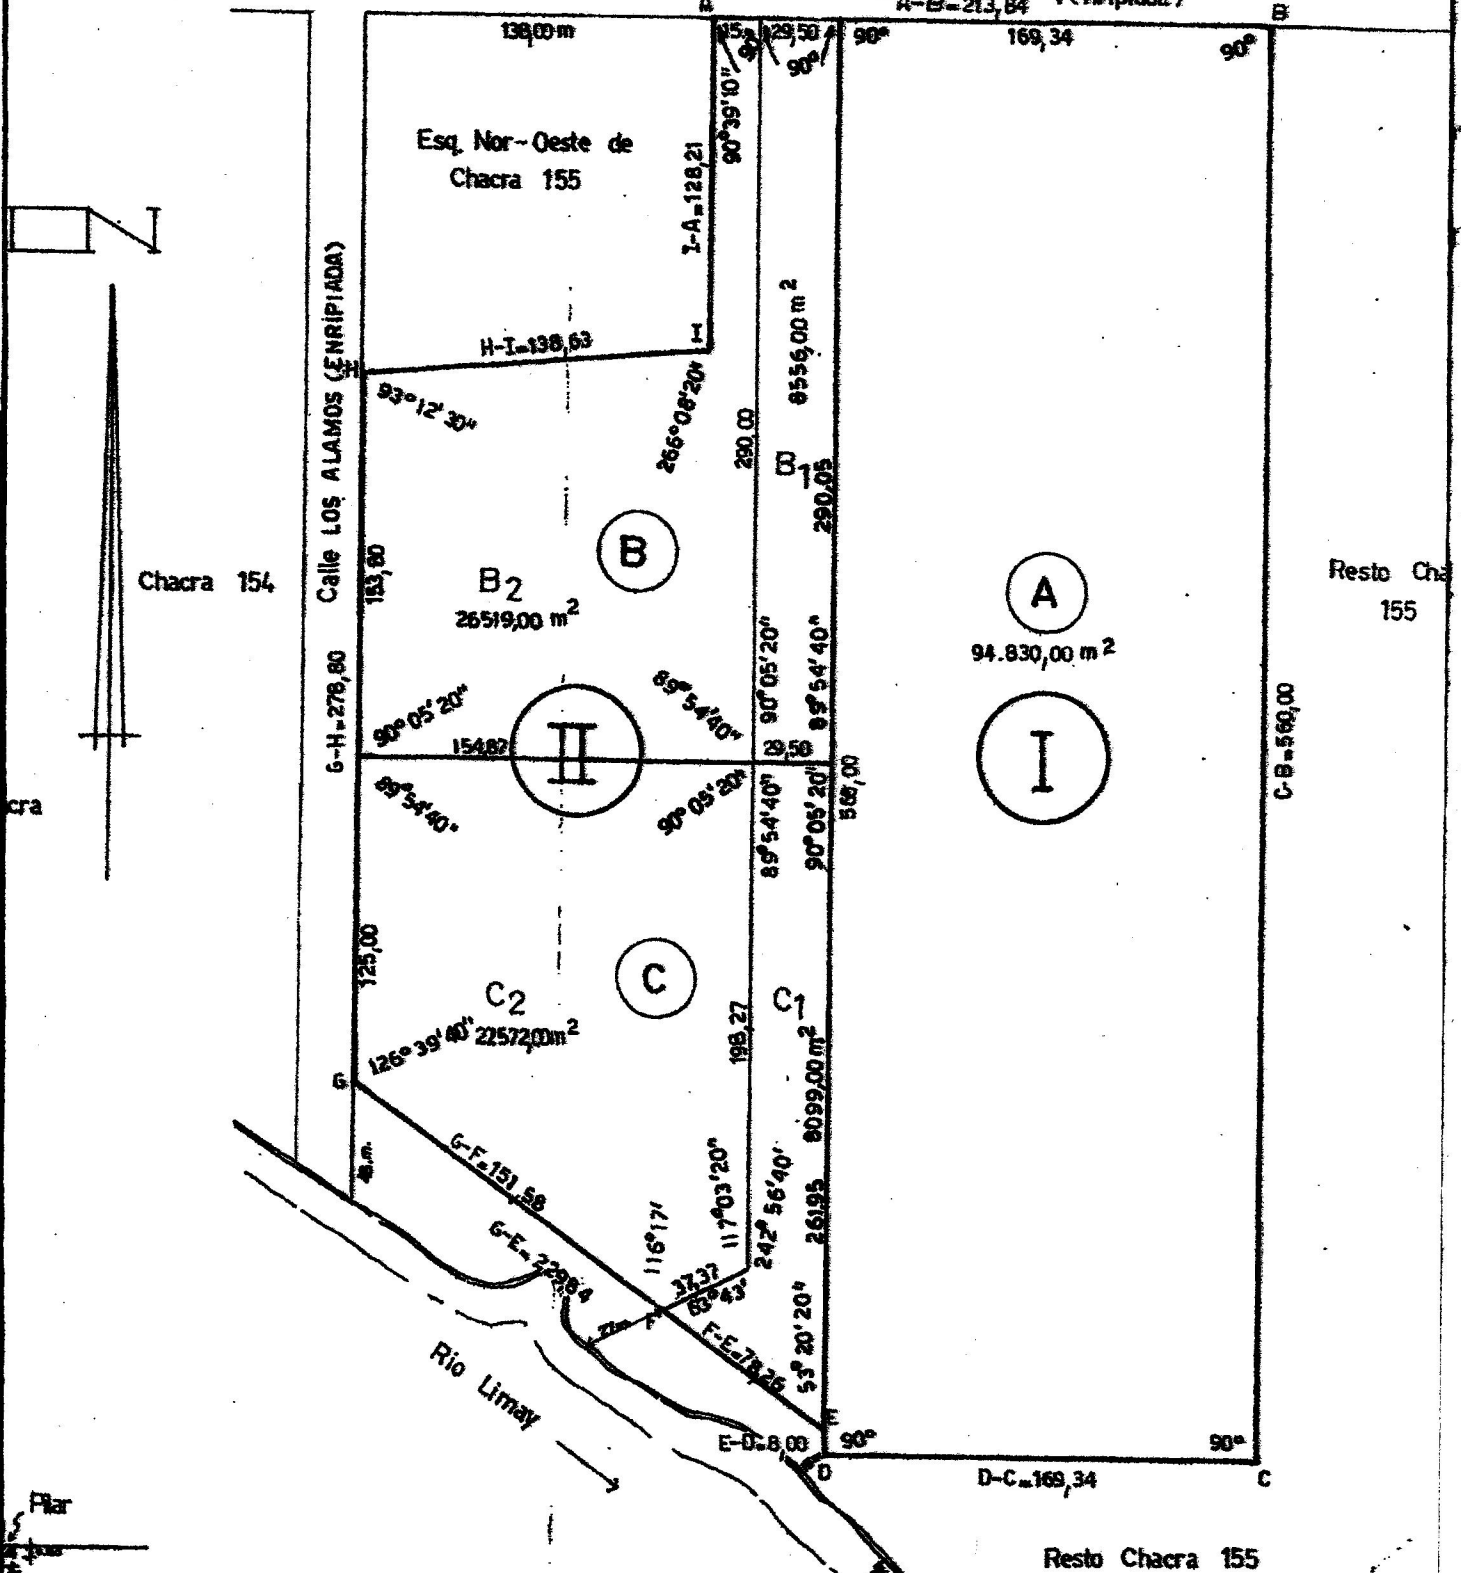 A-B=213,84
B
138,00 m
15
29,50
90°
90°
90°
169,34
90°
Esq. Nor-Oeste de
Chacra 155
90°39'10"
I-A=128,21
N
H-I=138,63
I
H
93°12'30"
266°08'20"
Calle LOS ALAMOS (ENRIPIADA)
8556,00 m²
290,00
B1
290,05
B
A
Chacra 154
153,80
B2
26519,00 m²
94.830,00 m²
Resto Cha
155
G-H=278,80
90°05'20"
89°54'40"
90°05'20"
89°54'40"
154,87
II
29,50
I
C-B=560,00
89°54'40"
90°05'20"
89°54'40"
90°05'20"
568,00
cra
125,00
C
C2
22572,00 m²
C1
198,27
8099,00 m²
G
126°39'40"
G-F=151,58
116°17'
117°03'20"
242°56'40"
261,95
G-E=229,84
37,37
63°43'
F
F-E=78,26
53°20'20"
E
Rio Limay
E-D=8,00
90°
90°
D
D-C=169,34
C
Pilar
Resto Chacra 155